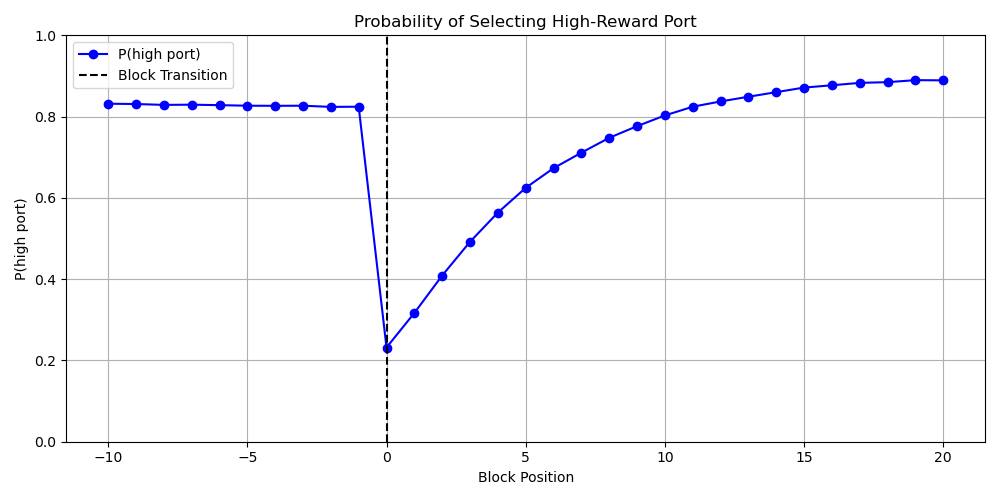 Probability of Selecting High-Reward Port
P(high port)
Block Transition
1.0
0.8
0.6
0.4
0.2
0.0
P(high port)
−10
−5
0
5
10
15
20
Block Position